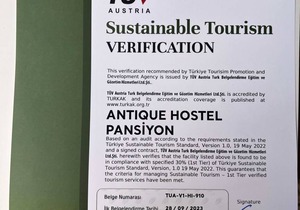 TÜV
AUSTRIA
Sustainable Tourism
VERIFICATION
This verification recommended by Türkiye Tourism Promotion and
Development Agency is issued by TÜV Austria Turk Belgelendirme Eğitim ve
Gözetim Hizmetleri Ltd.Şti.
TÜV Austria Turk Belgelendirme Eğitim ve Gözetim Hizmetleri Ltd.Şti. is accredited by
TURKAK and its accreditation coverage is published at
www.turkak.org.tr
ANTIQUE HOSTEL
PANSİYON
Based on an audit according to the requirements stated in the
Türkiye Sustainable Tourism Standard, Version 1.0, 19 May 2022
and a signed contract, TÜV Austria Turk Belgelendirme Eğitim ve Gözetim Hizmetleri
Ltd.Şti. herewith verifies that the facility listed above is found to be
in compliance with specified 30% (1st Tier) of Türkiye Sustainable
Tourism Standard, Version 1.0, 19 May 2022. This guarantees that
the criteria for managing Sustainable Tourism – 1st Tier verified
tourism services have been met.
Belge Numarası
TUA-V1-HI-910
İlk Belgelendirme Tarihi
28 / 09 / 2023
Signature